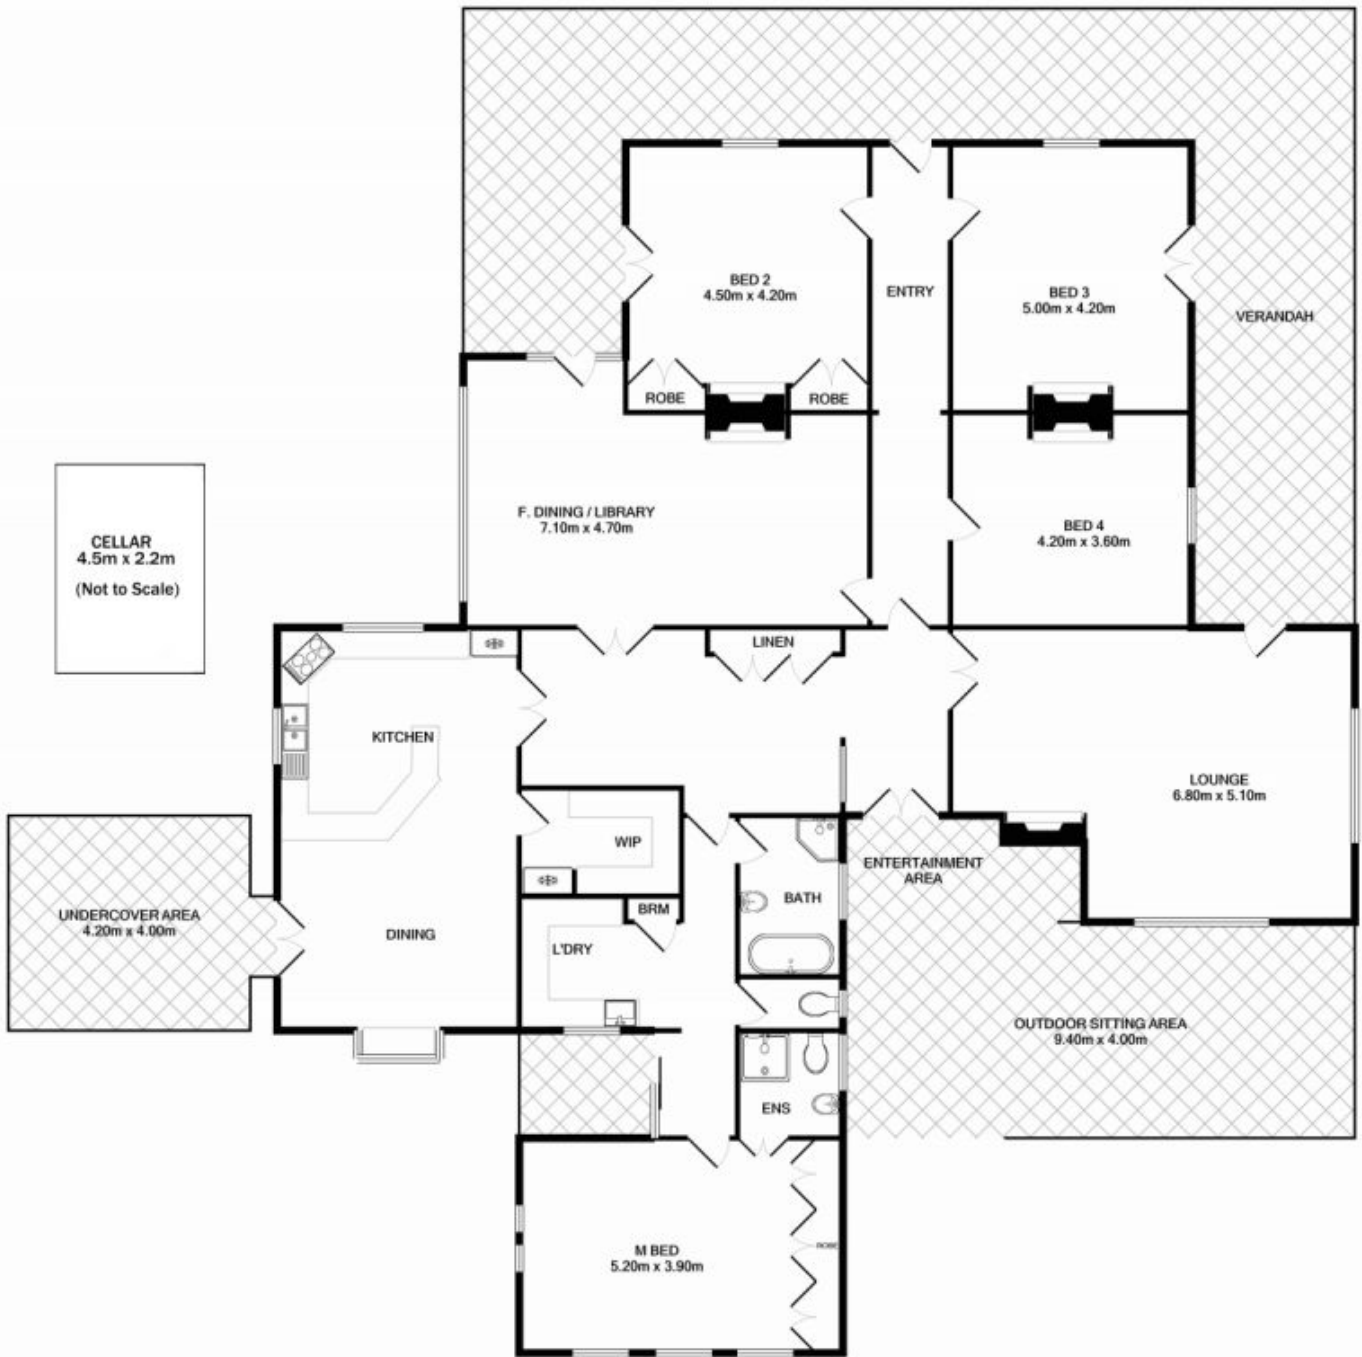 BED 2
4.50m x 4.20m
ENTRY
BED 3
5.00m x 4.20m
VERANDAH
ROBE
ROBE
F. DINING / LIBRARY
7.10m x 4.70m
BED 4
4.20m x 3.60m
CELLAR
4.5m x 2.2m
(Not to Scale)
LINEN
KITCHEN
LOUNGE
6.80m x 5.10m
WIP
ENTERTAINMENT
AREA
BATH
BRM
UNDERCOVER AREA
4.20m x 4.00m
DINING
L'DRY
OUTDOOR SITTING AREA
9.40m x 4.00m
ENS
M BED
5.20m x 3.90m
ROBE